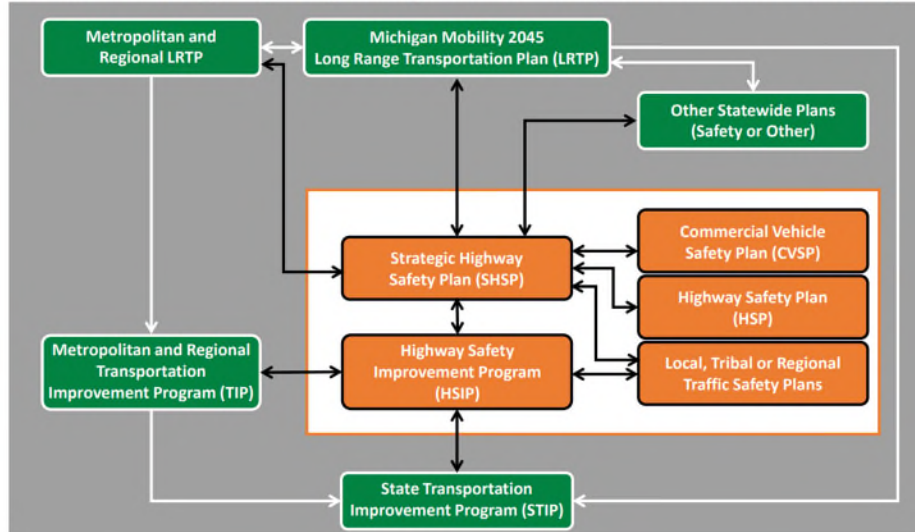 Metropolitan and
Regional LRTP
Michigan Mobility 2045
Long Range Transportation Plan (LRTP)
Other Statewide Plans
(Safety or Other)
Strategic Highway
Safety Plan (SHSP)
Commercial Vehicle
Safety Plan (CVSP)
Highway Safety Plan
(HSP)
Metropolitan and Regional
Transportation
Improvement Program (TIP)
Highway Safety
Improvement Program
(HSIP)
Local, Tribal or Regional
Traffic Safety Plans
State Transportation
Improvement Program (STIP)